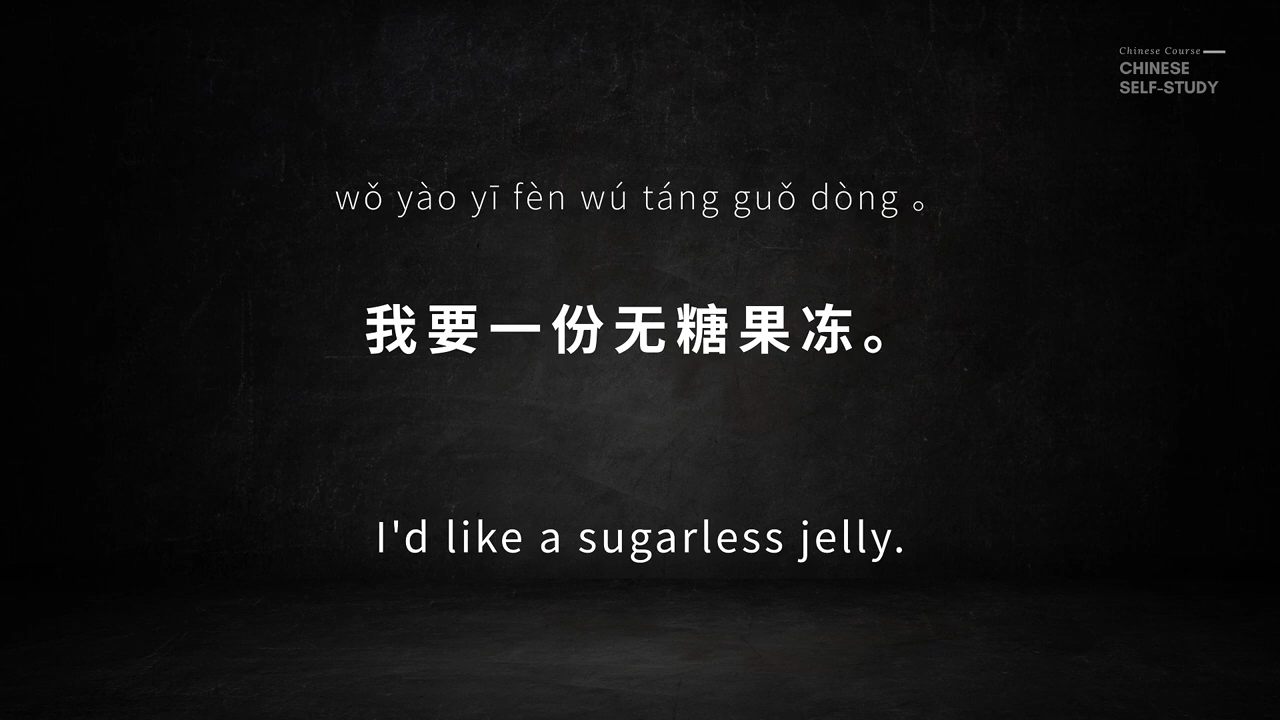 Chinese Course
CHINESE
SELF-STUDY
wǒ yào yī fèn wú táng guǒ dòng 。
我要一份无糖果冻。
I'd like a sugarless jelly.